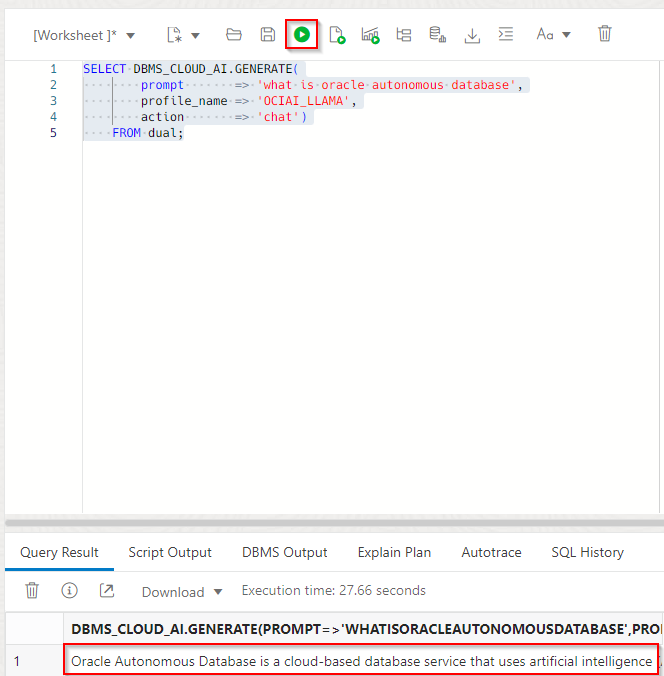 [Worksheet ]*
Aa
1 SELECT DBMS_CLOUD_AI.GENERATE(
2 prompt => 'what is oracle autonomous database',
3 profile_name => 'OCIAI_LLAMA',
4 action => 'chat')
5 FROM dual;
Query Result Script Output DBMS Output Explain Plan Autotrace SQL History
Download Execution time: 27.66 seconds
DBMS_CLOUD_AI.GENERATE(PROMPT=>'WHATISORACLEAUTONOMOUSDATABASE',PRO
1 Oracle Autonomous Database is a cloud-based database service that uses artificial intelligence